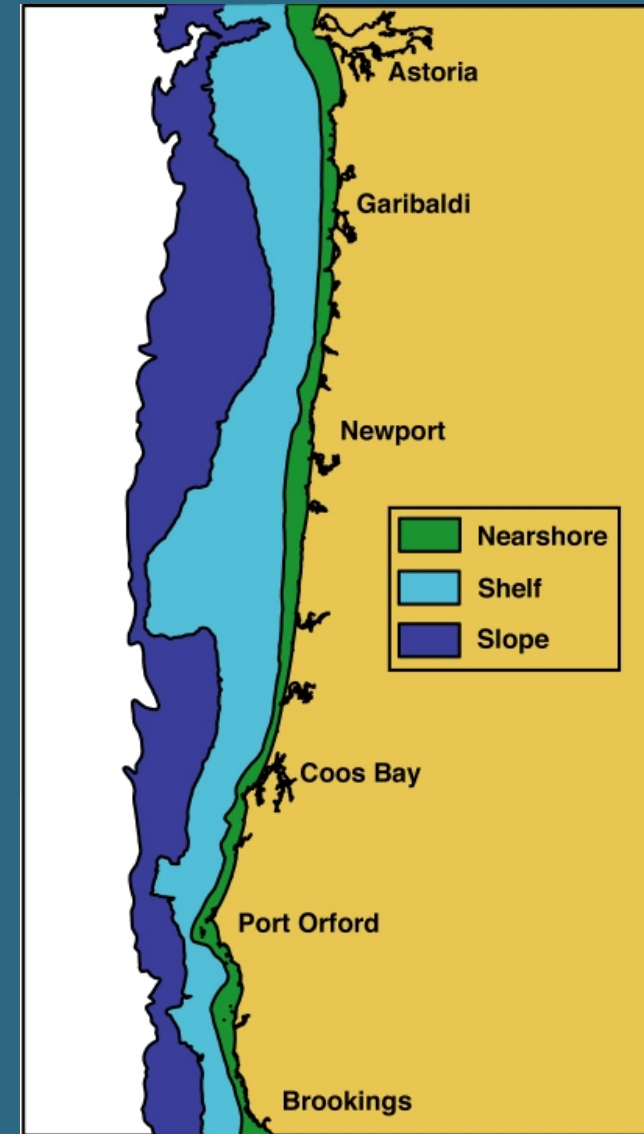 Astoria
Garibaldi
Newport
Nearshore
Shelf
Slope
Coos Bay
Port Orford
Brookings